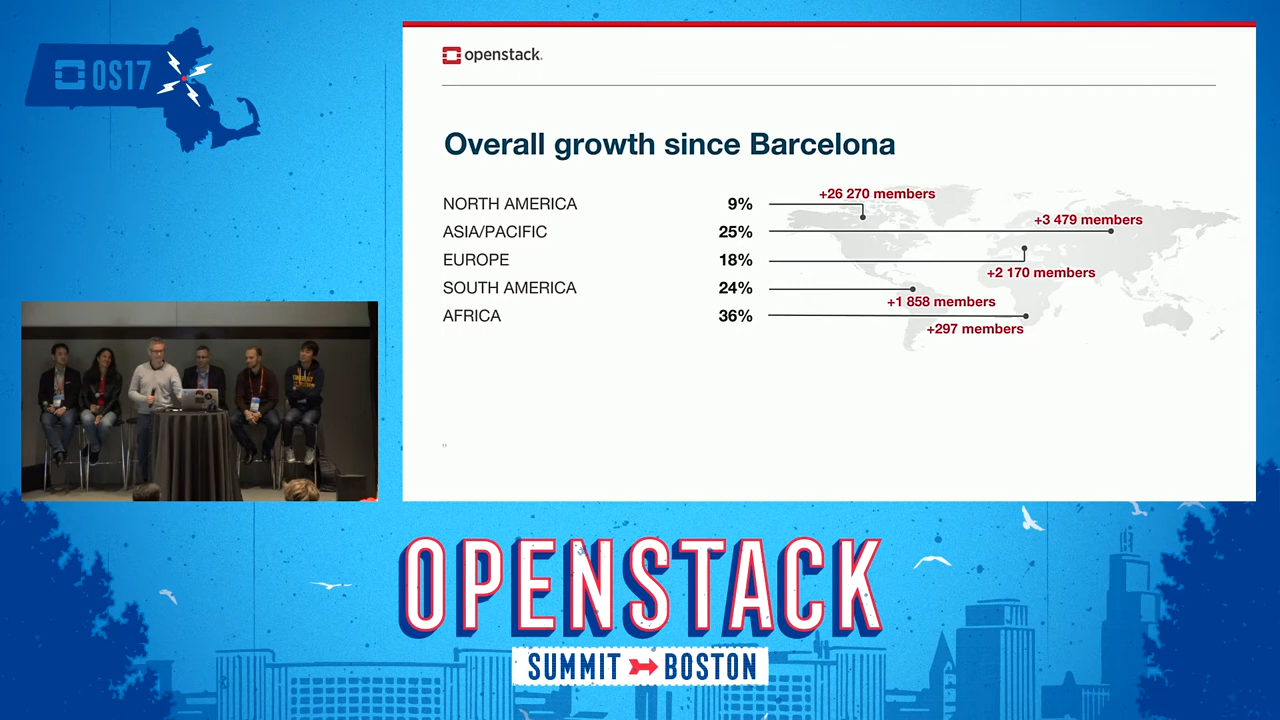 OS17
openstack.
Overall growth since Barcelona
NORTH AMERICA 9% +26 270 members
ASIA/PACIFIC 25% +3 479 members
EUROPE 18% +2 170 members
SOUTH AMERICA 24% +1 858 members
AFRICA 36% +297 members
OPENSTACK
SUMMIT BOSTON